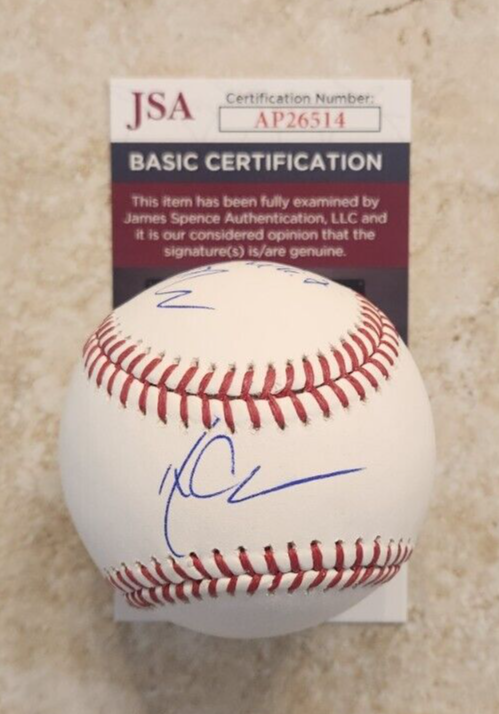 JSA
Certification Number:
AP26514
BASIC CERTIFICATION
This item has been fully examined by
James Spence Authentication, LLC and
it is our considered opinion that the
signature(s) is/are genuine.